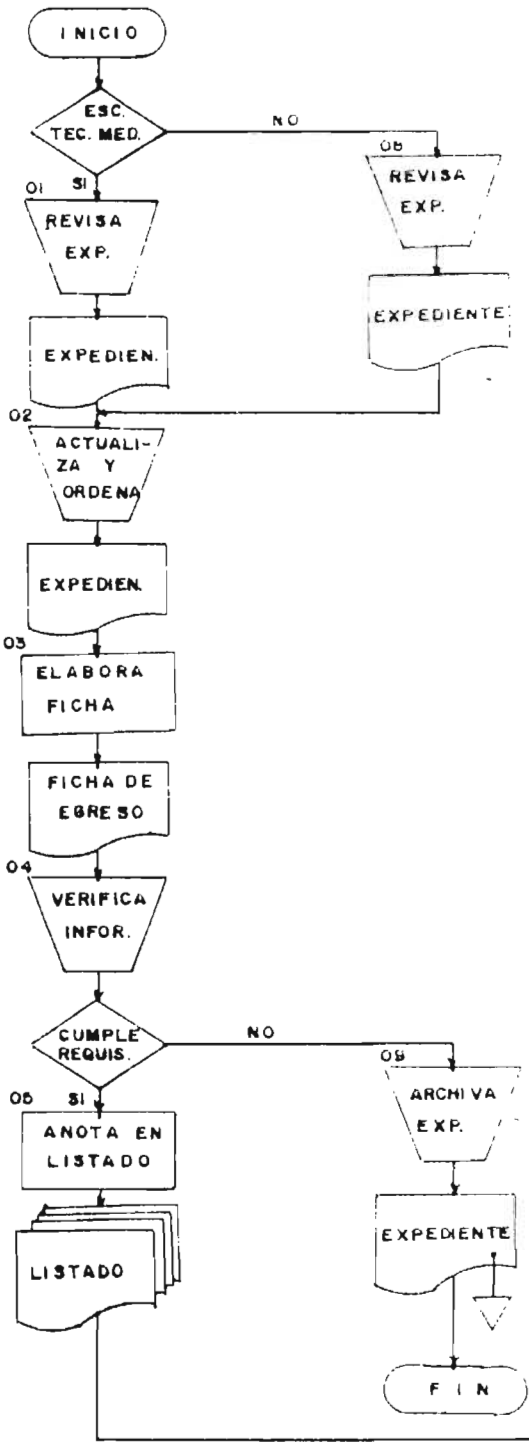 INICIO
ESC.
TEC. MED.
NO
SI
01
REVISA
EXP.
08
REVISA
EXP.
EXPEDIEN.
EXPEDIENTE
02
ACTUALI-
ZA Y
ORDENA
EXPEDIEN.
03
ELABORA
FICHA
FICHA DE
EGRESO
04
VERIFICA
INFOR.
CUMPLE
REQUIS.
NO
SI
05
ANOTA EN
LISTADO
09
ARCHIVA
EXP.
LISTADO
EXPEDIENTE
FIN